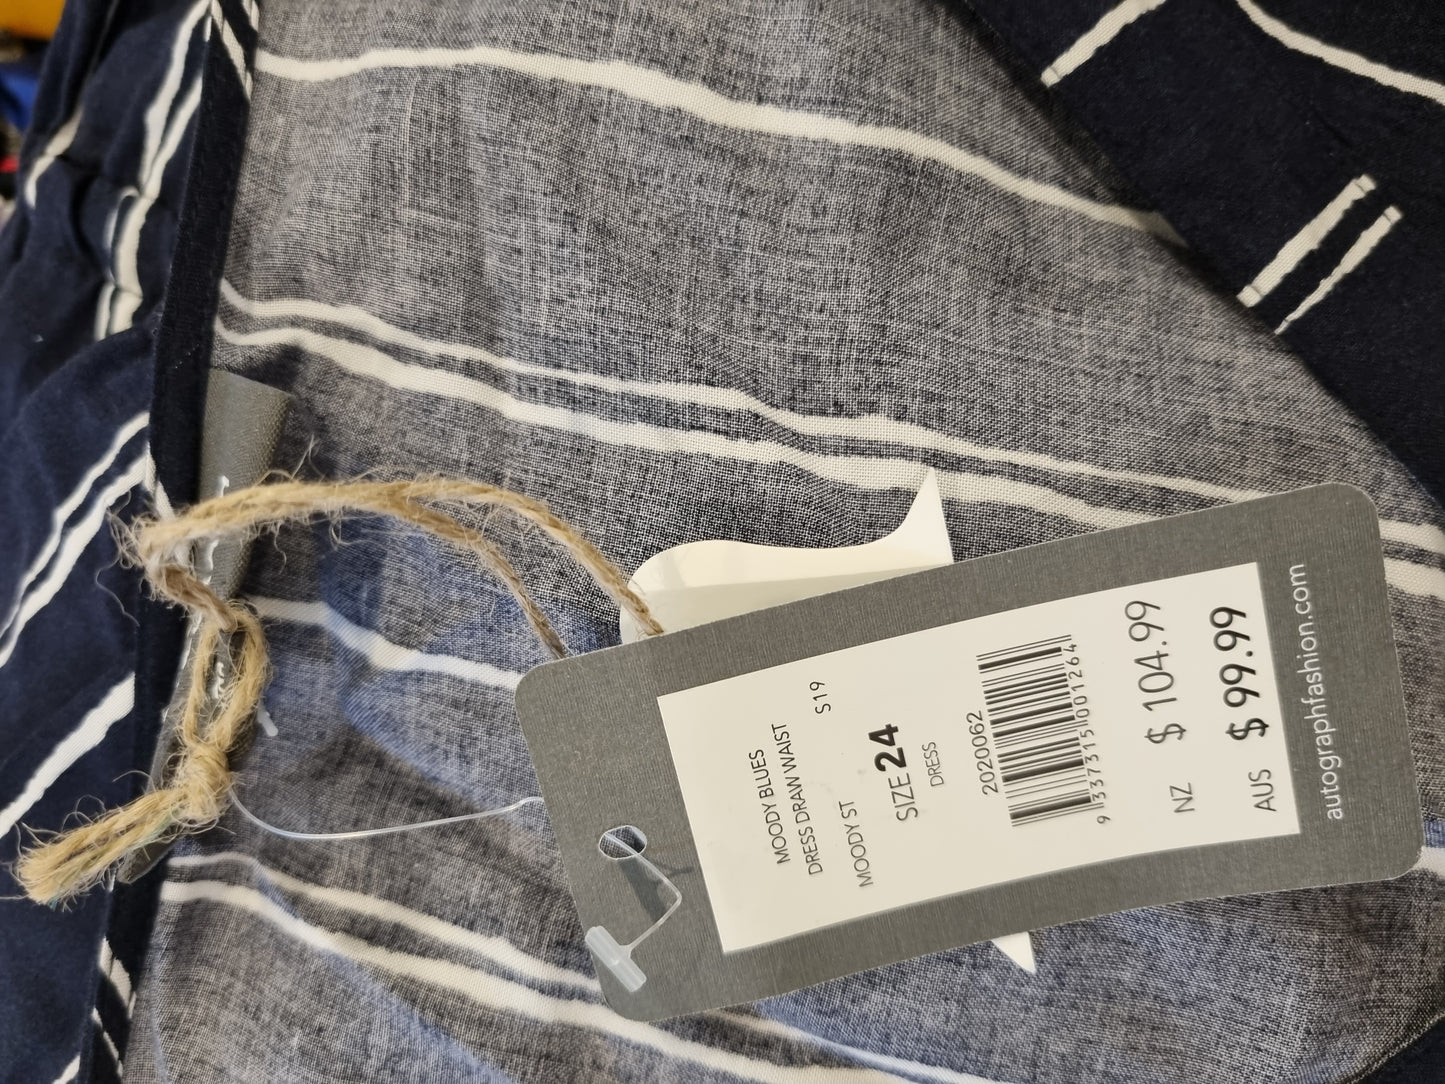 MOODY BLUES
DRESS DRAW WAIST
S19
MOODY ST
SIZE 24
DRESS
2020062
9 337315 001264
NZ $ 104.99
AUS $ 99.99
autographfashion.com